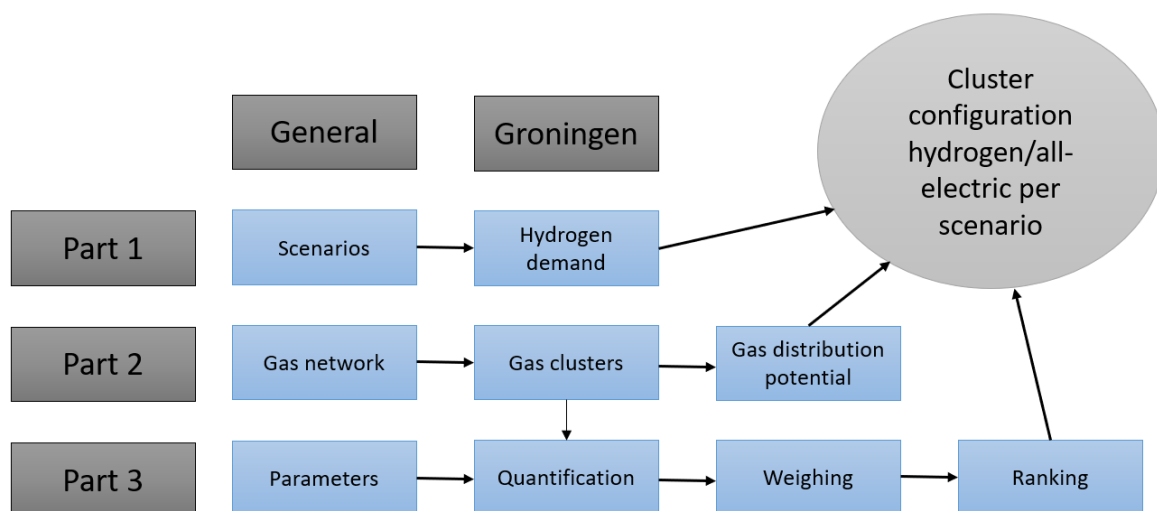 Cluster
configuration
hydrogen/all-
electric per
scenario
General
Groningen
Part 1
Scenarios
Hydrogen
demand
Part 2
Gas network
Gas clusters
Gas distribution
potential
Part 3
Parameters
Quantification
Weighing
Ranking